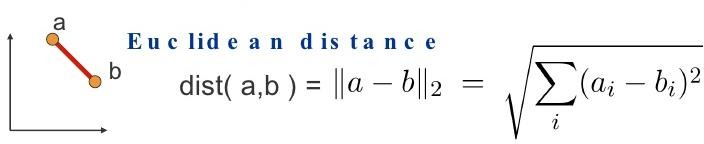 a
Euclidean distance
b
dist( a,b ) = ‖a − b‖₂ = √∑ᵢ(aᵢ − bᵢ)²